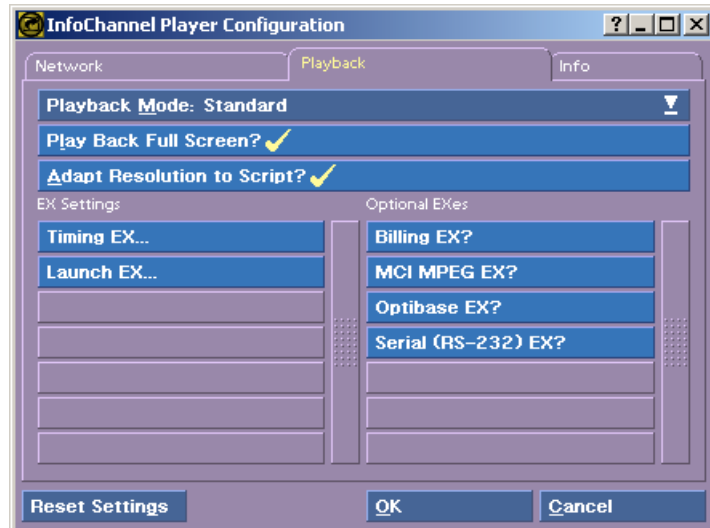 InfoChannel Player Configuration
Network Playback Info
Playback Mode: Standard
Play Back Full Screen?
Adapt Resolution to Script?
EX Settings Optional EXes
Timing EX... Billing EX?
Launch EX... MCI MPEG EX?
Optibase EX?
Serial (RS-232) EX?
Reset Settings OK Cancel